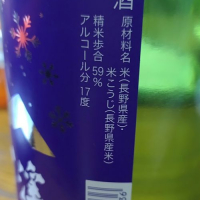 酒
原材料名 米(長野県産)・
米こうじ(長野県産米)
精米歩合 59%
アルコール分 17度